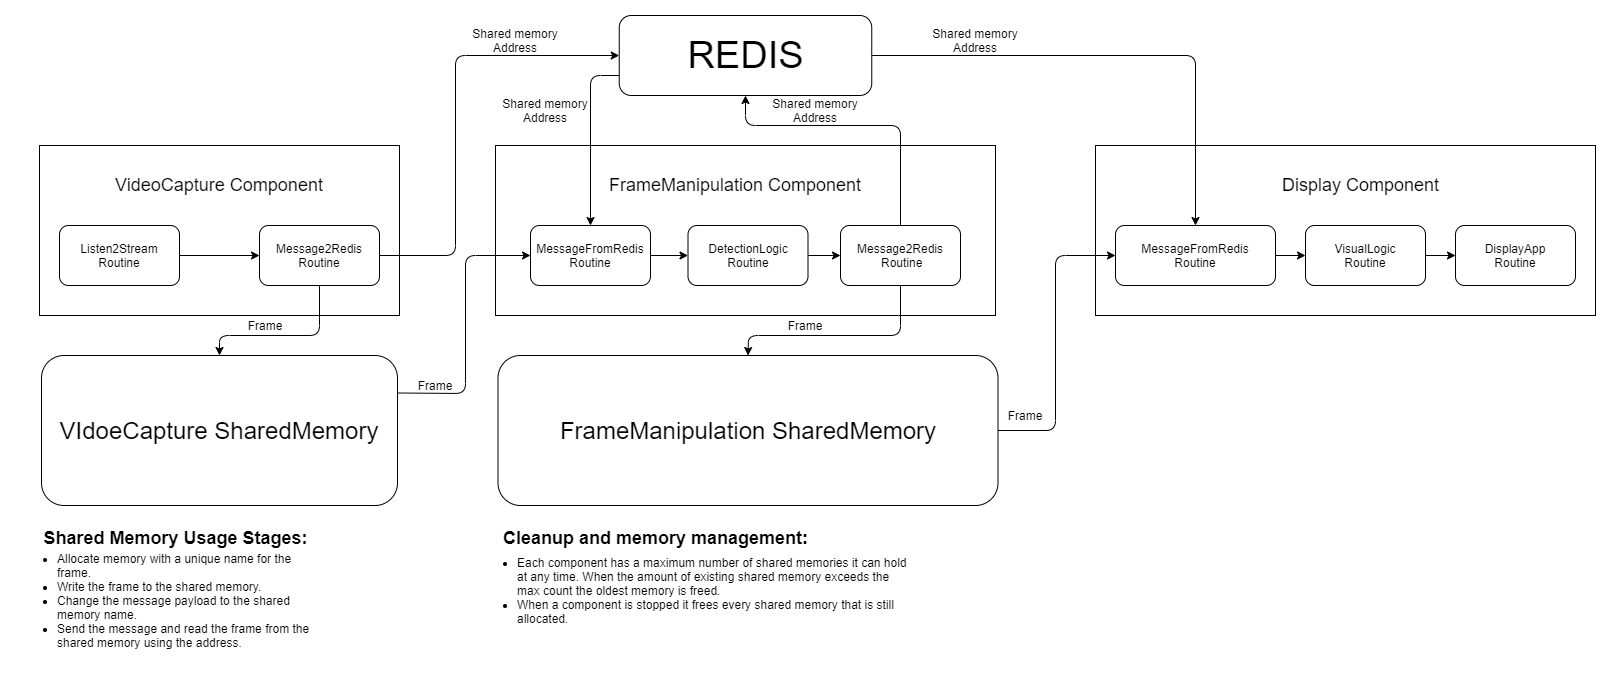 Shared memory
Address
REDIS
Shared memory
Address
Shared memory
Address
Shared memory
Address
VideoCapture Component
Listen2Stream
Routine
Message2Redis
Routine
FrameManipulation Component
MessageFromRedis
Routine
DetectionLogic
Routine
Message2Redis
Routine
Display Component
MessageFromRedis
Routine
VisualLogic
Routine
DisplayApp
Routine
Frame
Frame
Frame
Frame
VIdoeCapture SharedMemory
FrameManipulation SharedMemory
Shared Memory Usage Stages:
• Allocate memory with a unique name for the
frame.
• Write the frame to the shared memory.
• Change the message payload to the shared
memory name.
• Send the message and read the frame from the
shared memory using the address.
Cleanup and memory management:
• Each component has a maximum number of shared memories it can hold
at any time. When the amount of existing shared memory exceeds the
max count the oldest memory is freed.
• When a component is stopped it frees every shared memory that is still
allocated.